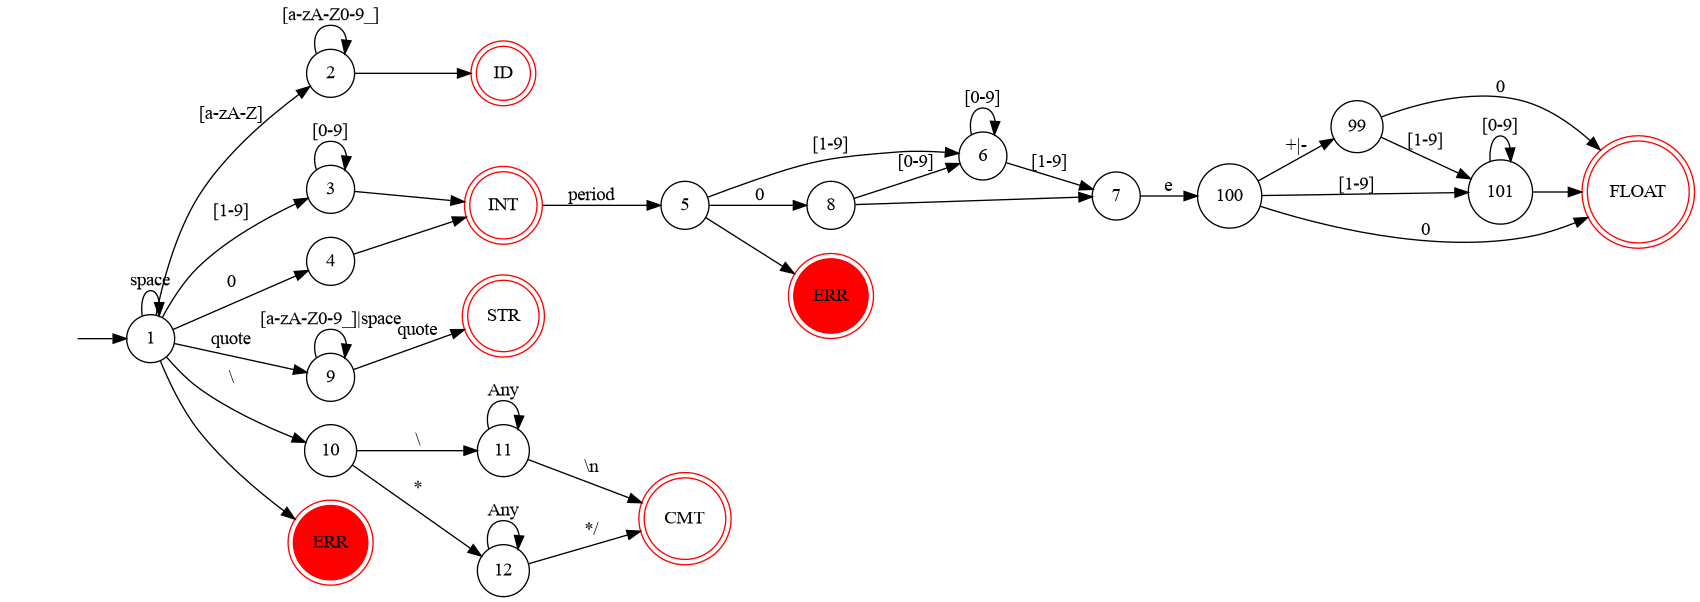 [a-zA-Z0-9_]
2
ID
[a-zA-Z]
[0-9]
3
[1-9]
INT
period
4
0
space
1
quote
[a-zA-Z0-9_]|space
9
quote
STR
\
10
\
Any
11
\n
*
Any
12
*/
CMT
ERR
5
[1-9]
0
8
[0-9]
[0-9]
6
[1-9]
7
ERR
e
100
+|-
99
0
[1-9]
[0-9]
[1-9]
101
0
FLOAT